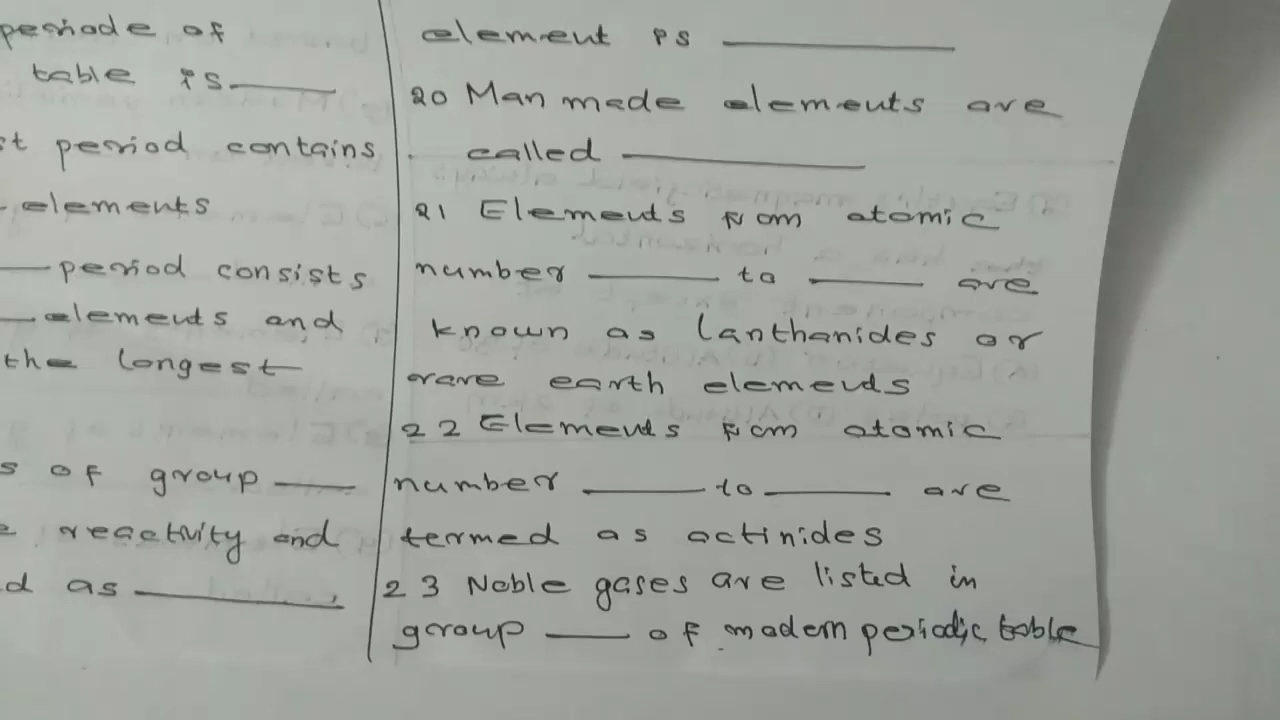 periode of
table is
st period contains
elements
period consists
elements and
the longest
s of group
e reactivity and
d as
element is
20 Man made elements are
called
21 Elements from atomic
number to are
known as lanthanides or
rare earth elements
22 Elements from atomic
number to are
termed as actinides
23 Noble gases are listed in
group of modern periodic table